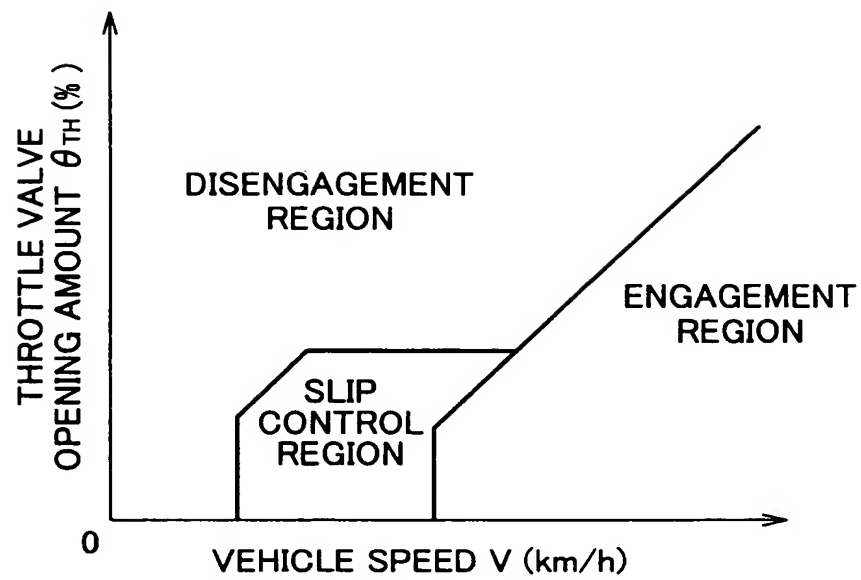 THROTTLE VALVE
OPENING AMOUNT θTH (%)
DISENGAGEMENT
REGION
ENGAGEMENT
REGION
SLIP
CONTROL
REGION
0
VEHICLE SPEED V (km/h)